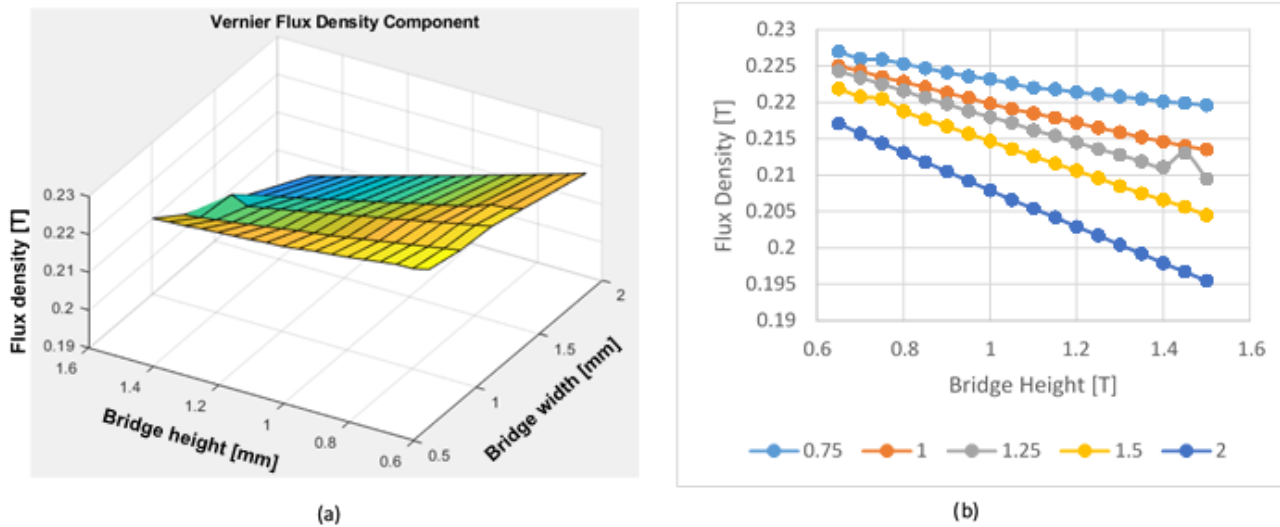 Vernier Flux Density Component
Flux density [T]
0.23
0.22
0.21
0.2
0.19
1.6
1.4
1.2
1
0.8
0.6
Bridge height [mm]
0.5
1
1.5
2
Bridge width [mm]
(a)
Flux Density [T]
0.23
0.225
0.22
0.215
0.21
0.205
0.2
0.195
0.19
0.6 0.8 1 1.2 1.4 1.6
Bridge Height [T]
0.75 1 1.25 1.5 2
(b)